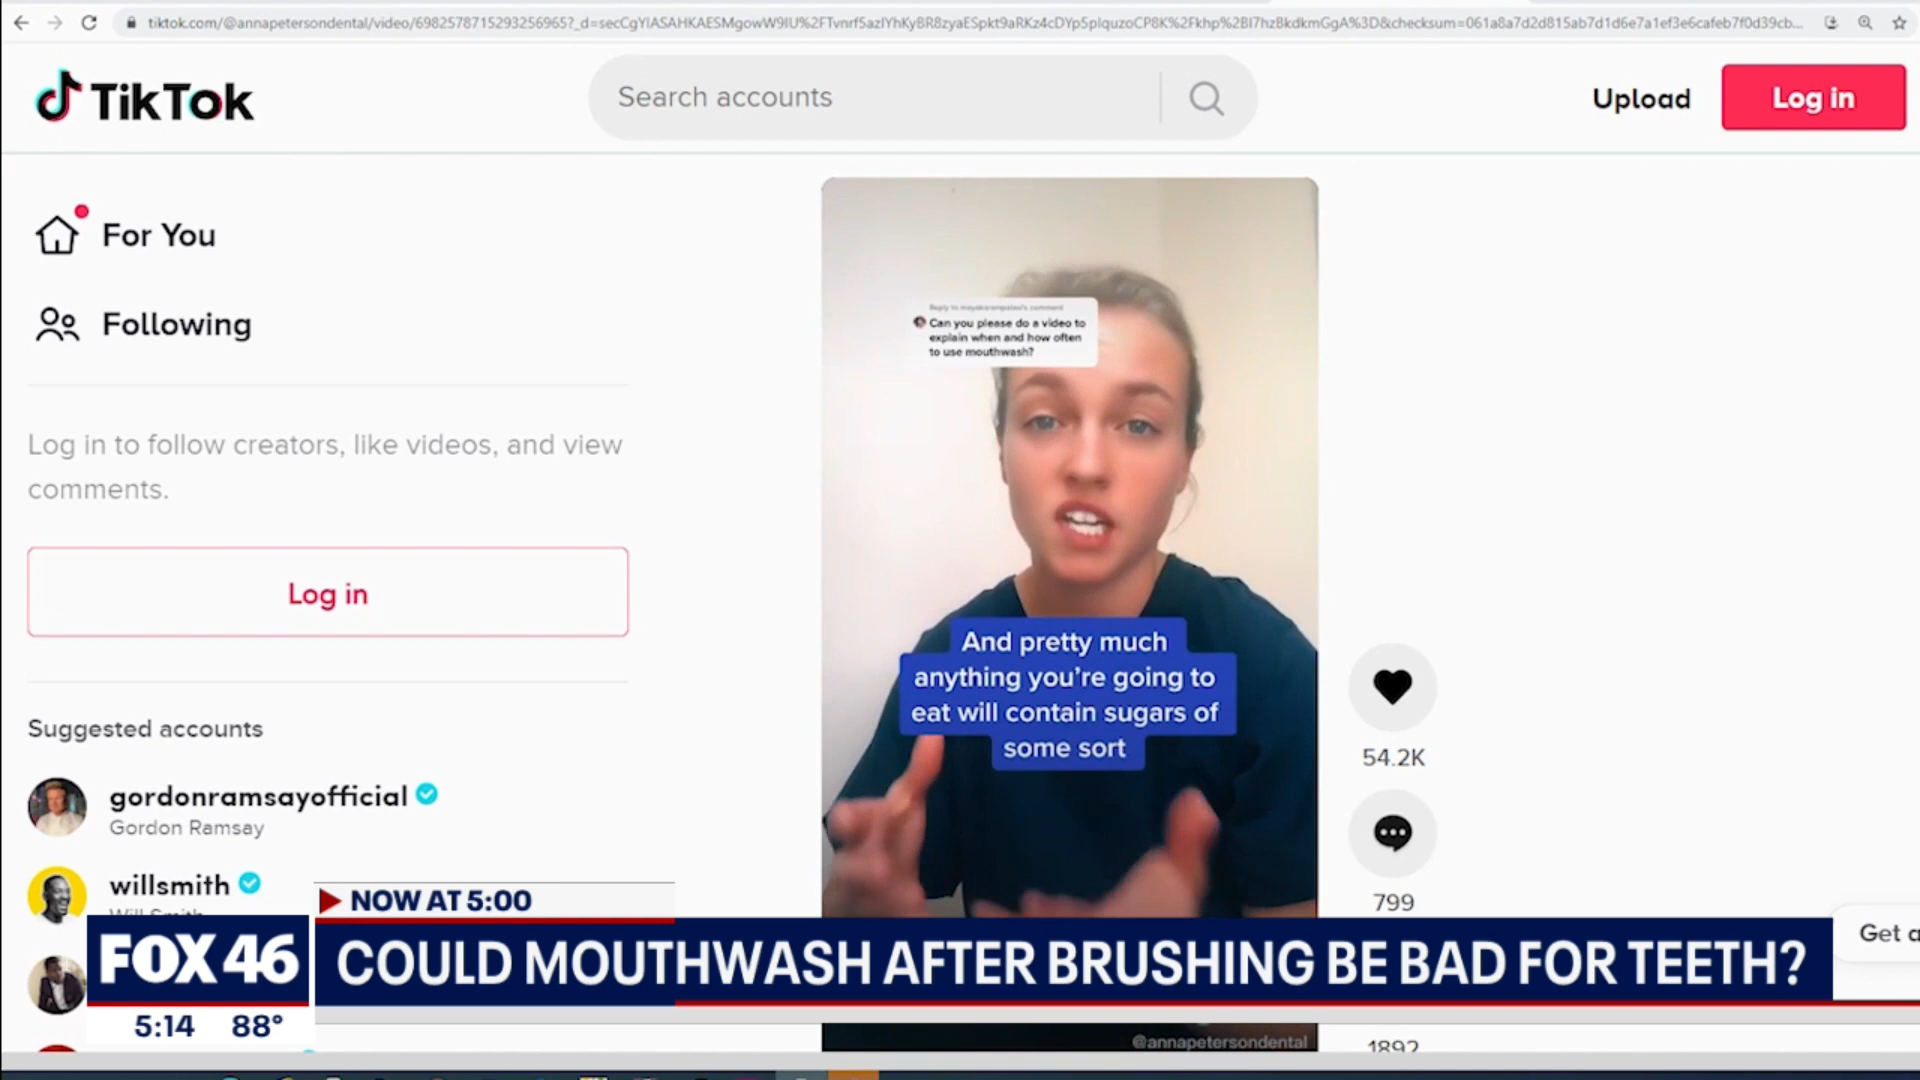 tiktok.com/@annapetersondental/video/6982578715293256965?_d=secCgYIASAHKAESMgowW9IU%2FTvnrf5azIYhKyBR8zyaESpkt9aRKz4cDYp5plquzoCP8K%2Fkhp%2BI7hzBkdkmGgA%3D&checksum=061a8a7d2d815ab7d1d6e7a1ef3e6cafeb7f0d39cb...
TikTok
Search accounts
Upload
Log in
For You
Following
Log in to follow creators, like videos, and view
comments.
Log in
Suggested accounts
gordonramsayofficial
Gordon Ramsay
willsmith
Will Smith
Can you please do a video to
explain when and how often
to use mouthwash?
And pretty much
anything you're going to
eat will contain sugars of
some sort
54.2K
799
Get a
NOW AT 5:00
FOX 46
COULD MOUTHWASH AFTER BRUSHING BE BAD FOR TEETH?
5:14 88°
@annapetersondental
1892